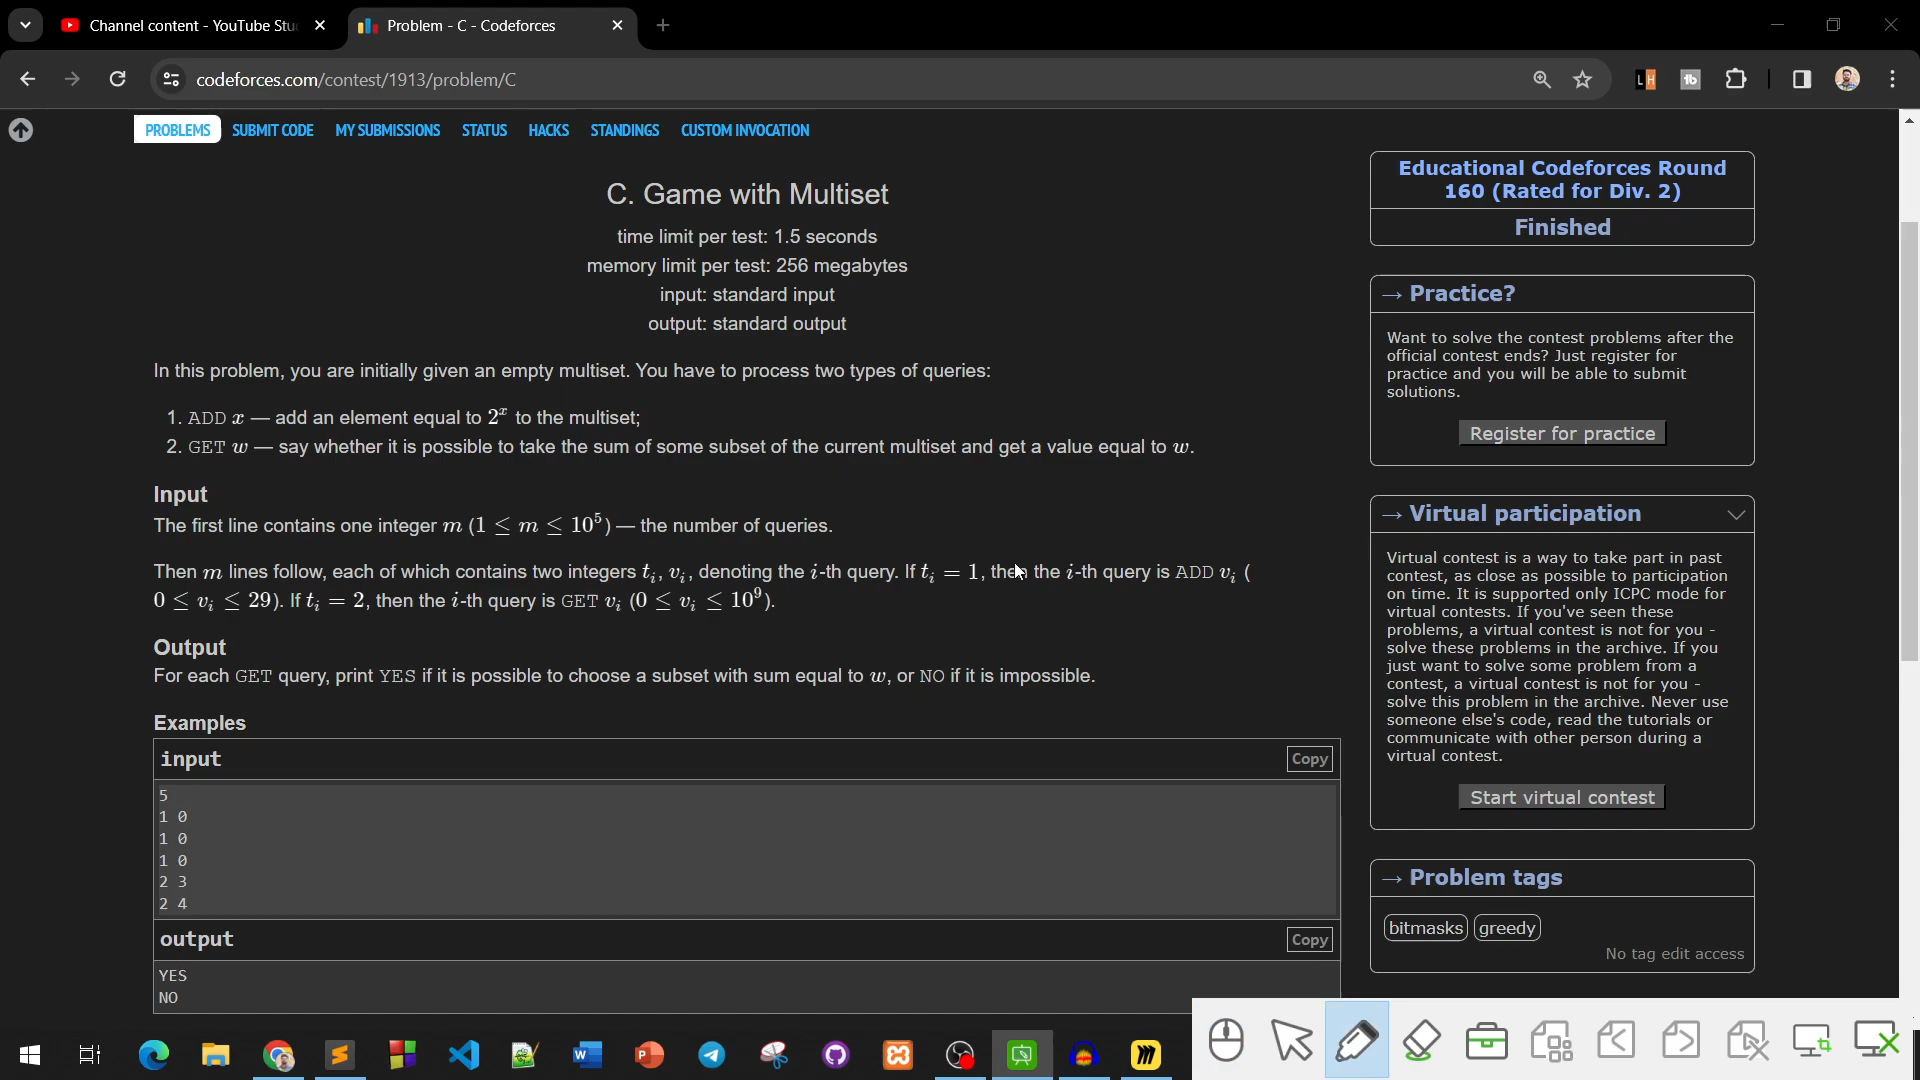 Channel content - YouTube Stu
Problem - C - Codeforces
codeforces.com/contest/1913/problem/C
PROBLEMS SUBMIT CODE MY SUBMISSIONS STATUS HACKS STANDINGS CUSTOM INVOCATION
C. Game with Multiset
time limit per test: 1.5 seconds
memory limit per test: 256 megabytes
input: standard input
output: standard output
In this problem, you are initially given an empty multiset. You have to process two types of queries:
1. ADD x — add an element equal to 2^x to the multiset;
2. GET w — say whether it is possible to take the sum of some subset of the current multiset and get a value equal to w.
Input
The first line contains one integer m (1 ≤ m ≤ 10^5) — the number of queries.
Then m lines follow, each of which contains two integers t_i, v_i, denoting the i-th query. If t_i = 1, then the i-th query is ADD v_i (
0 ≤ v_i ≤ 29). If t_i = 2, then the i-th query is GET v_i (0 ≤ v_i ≤ 10^9).
Output
For each GET query, print YES if it is possible to choose a subset with sum equal to w, or NO if it is impossible.
Examples
input
Copy
5
1 0
1 0
1 0
2 3
2 4
output
Copy
YES
NO
Educational Codeforces Round
160 (Rated for Div. 2)
Finished
→ Practice?
Want to solve the contest problems after the
official contest ends? Just register for
practice and you will be able to submit
solutions.
Register for practice
→ Virtual participation
Virtual contest is a way to take part in past
contest, as close as possible to participation
on time. It is supported only ICPC mode for
virtual contests. If you've seen these
problems, a virtual contest is not for you -
solve these problems in the archive. If you
just want to solve some problem from a
contest, a virtual contest is not for you -
solve this problem in the archive. Never use
someone else's code, read the tutorials or
communicate with other person during a
virtual contest.
Start virtual contest
→ Problem tags
bitmasks greedy
No tag edit access